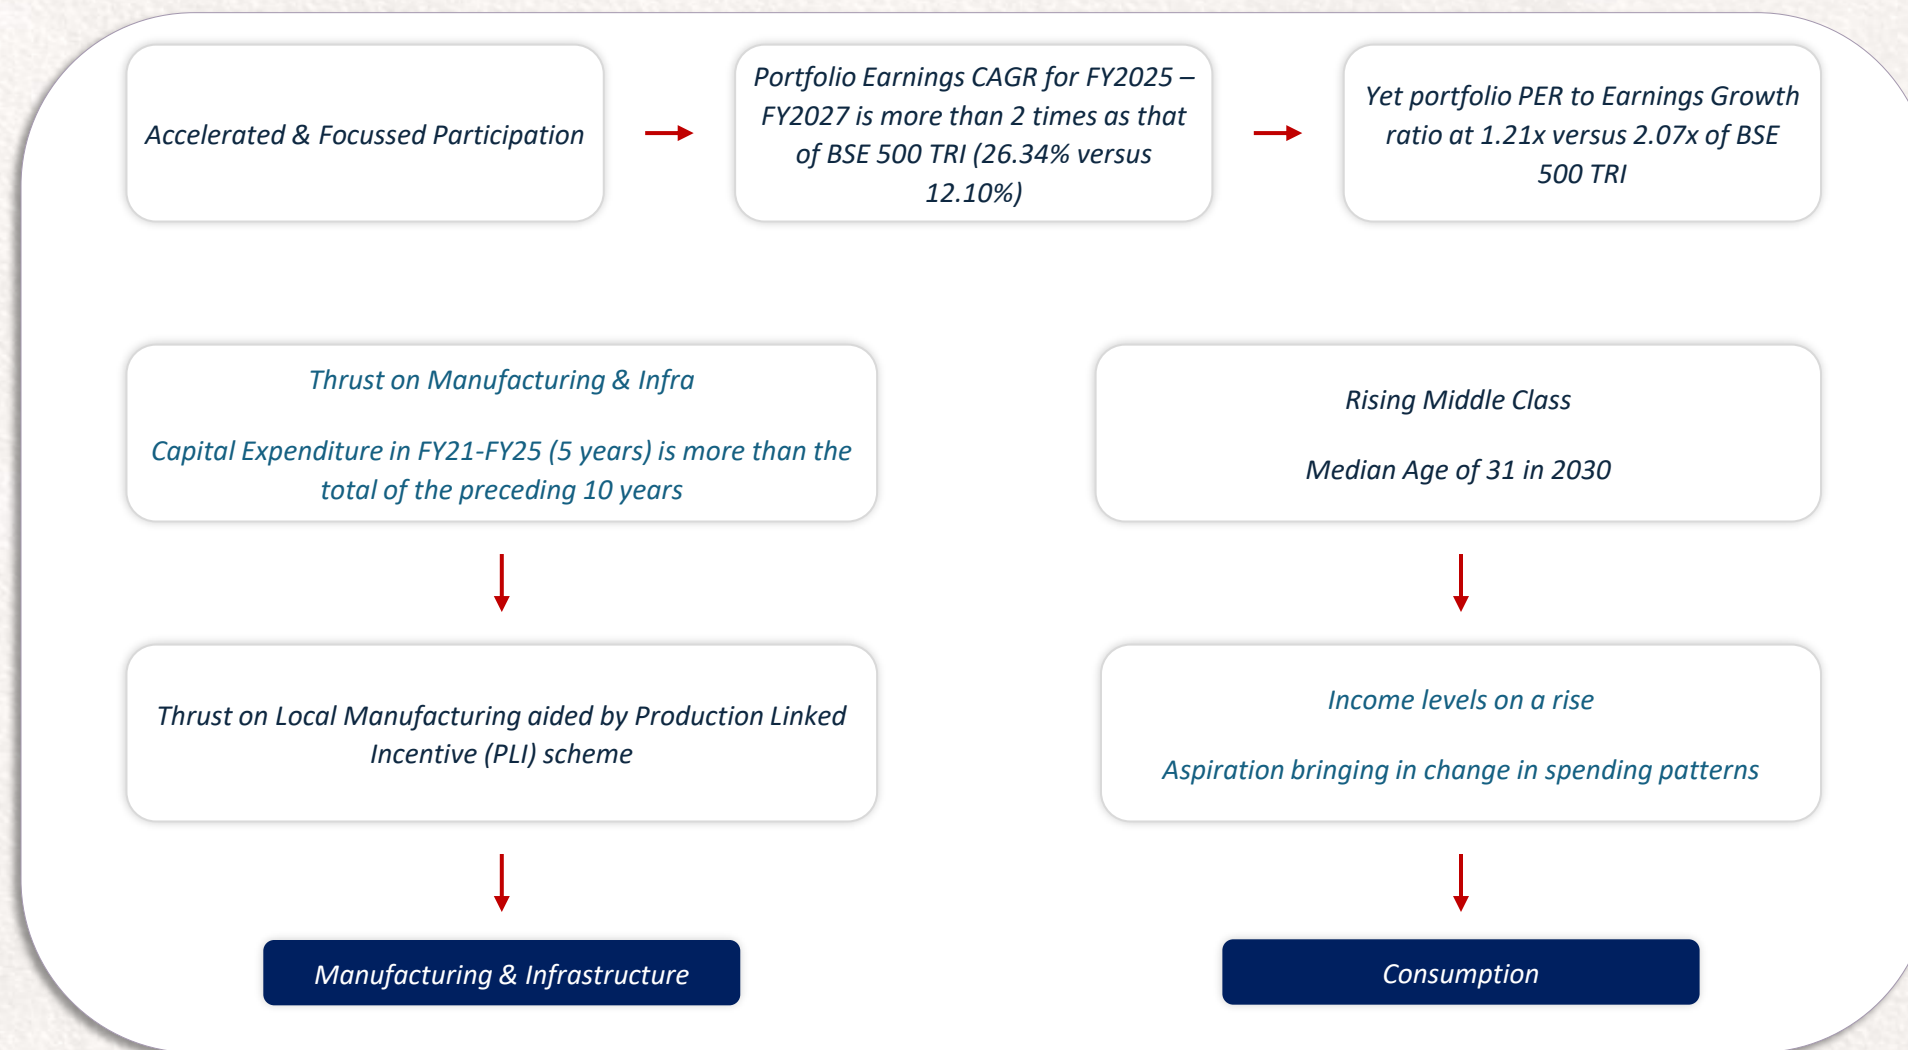 Accelerated & Focussed Participation
Portfolio Earnings CAGR for FY2025 –
FY2027 is more than 2 times as that
of BSE 500 TRI (26.34% versus
12.10%)
Yet portfolio PER to Earnings Growth
ratio at 1.21x versus 2.07x of BSE
500 TRI
Thrust on Manufacturing & Infra
Capital Expenditure in FY21-FY25 (5 years) is more than the
total of the preceding 10 years
Thrust on Local Manufacturing aided by Production Linked
Incentive (PLI) scheme
Manufacturing & Infrastructure
Rising Middle Class
Median Age of 31 in 2030
Income levels on a rise
Aspiration bringing in change in spending patterns
Consumption